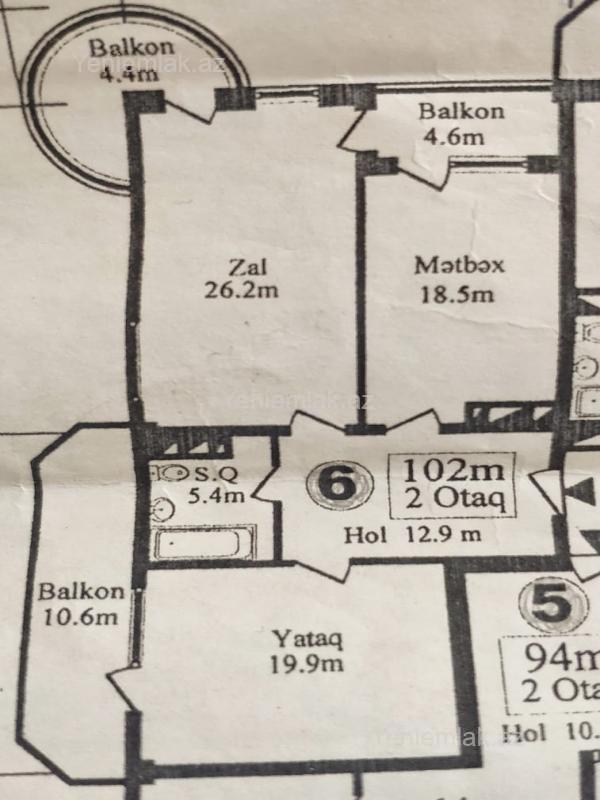 Balkon
4.4m
Yeniemlak.az
Balkon
4.6m
Zal
26.2m
Mətbəx
18.5m
yeniemlak.az
S.Q
5.4m
6
102m
2 Otaq
Hol 12.9 m
Balkon
10.6m
Yataq
19.9m
5
94m
2 Ota
Hol 10.
yeniemlak.az